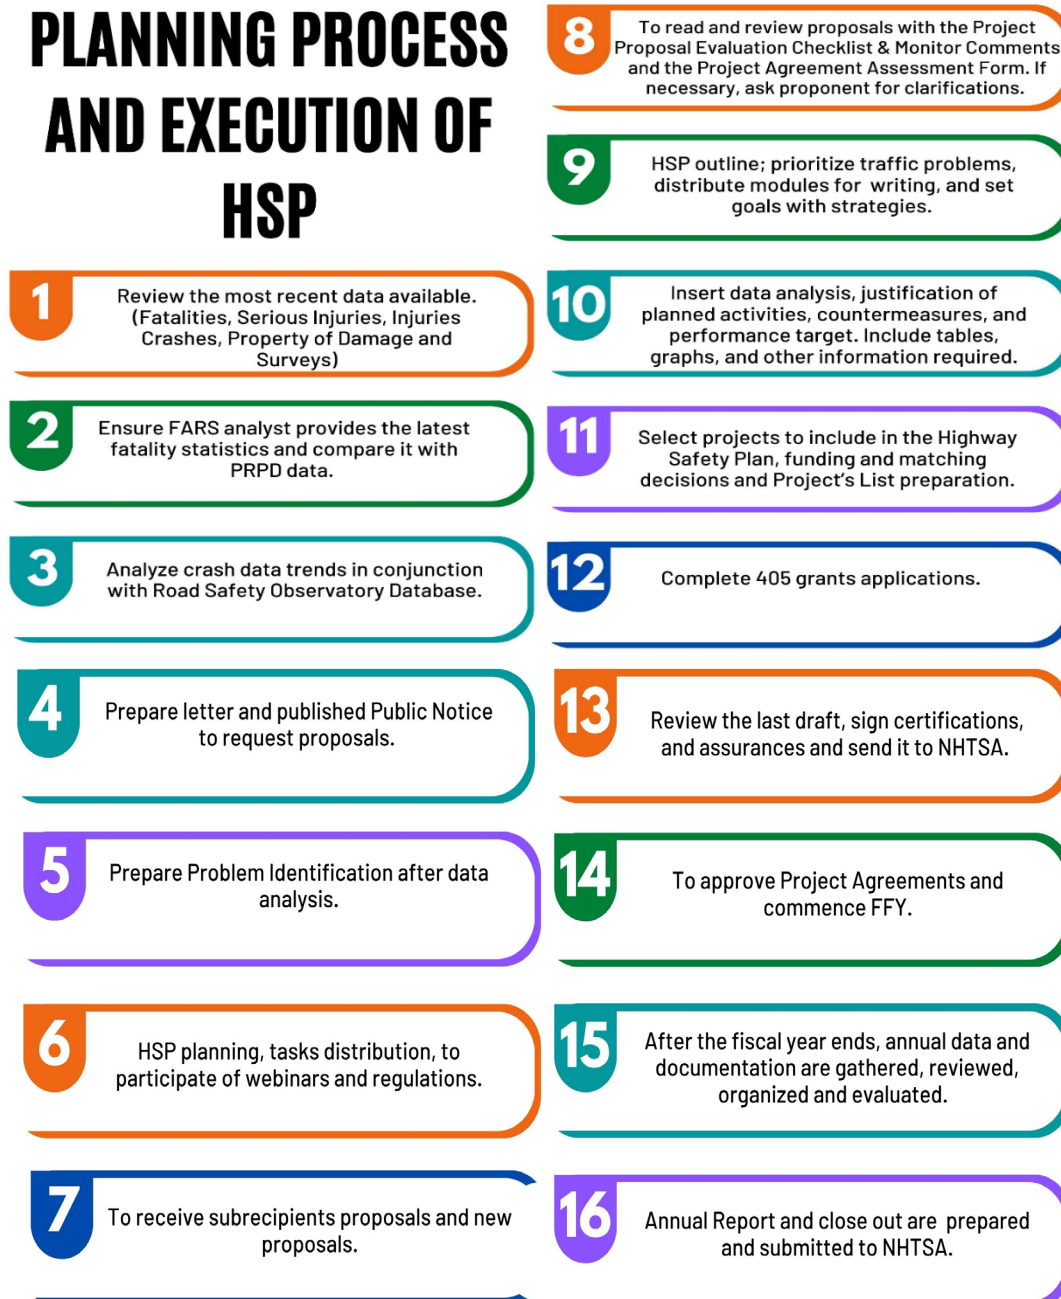 PLANNING PROCESS
AND EXECUTION OF
HSP
1
Review the most recent data available.
(Fatalities, Serious Injuries, Injuries
Crashes, Property of Damage and
Surveys)
2
Ensure FARS analyst provides the latest
fatality statistics and compare it with
PRPD data.
3
Analyze crash data trends in conjunction
with Road Safety Observatory Database.
4
Prepare letter and published Public Notice
to request proposals.
5
Prepare Problem Identification after data
analysis.
6
HSP planning, tasks distribution, to
participate of webinars and regulations.
7
To receive subrecipients proposals and new
proposals.
8
To read and review proposals with the Project
Proposal Evaluation Checklist & Monitor Comments
and the Project Agreement Assessment Form. If
necessary, ask proponent for clarifications.
9
HSP outline; prioritize traffic problems,
distribute modules for writing, and set
goals with strategies.
10
Insert data analysis, justification of
planned activities, countermeasures, and
performance target. Include tables,
graphs, and other information required.
11
Select projects to include in the Highway
Safety Plan, funding and matching
decisions and Project's List preparation.
12
Complete 405 grants applications.
13
Review the last draft, sign certifications,
and assurances and send it to NHTSA.
14
To approve Project Agreements and
commence FFY.
15
After the fiscal year ends, annual data and
documentation are gathered, reviewed,
organized and evaluated.
16
Annual Report and close out are prepared
and submitted to NHTSA.